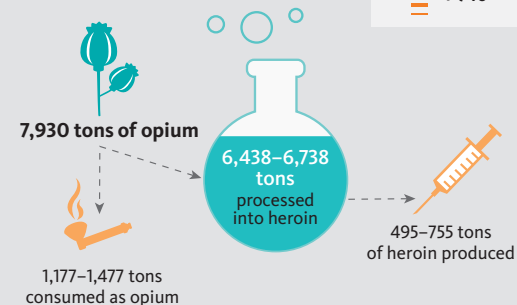 7,930 tons of opium
6,438–6,738
tons
processed
into heroin
495–755 tons
of heroin produced
1,177–1,477 tons
consumed as opium